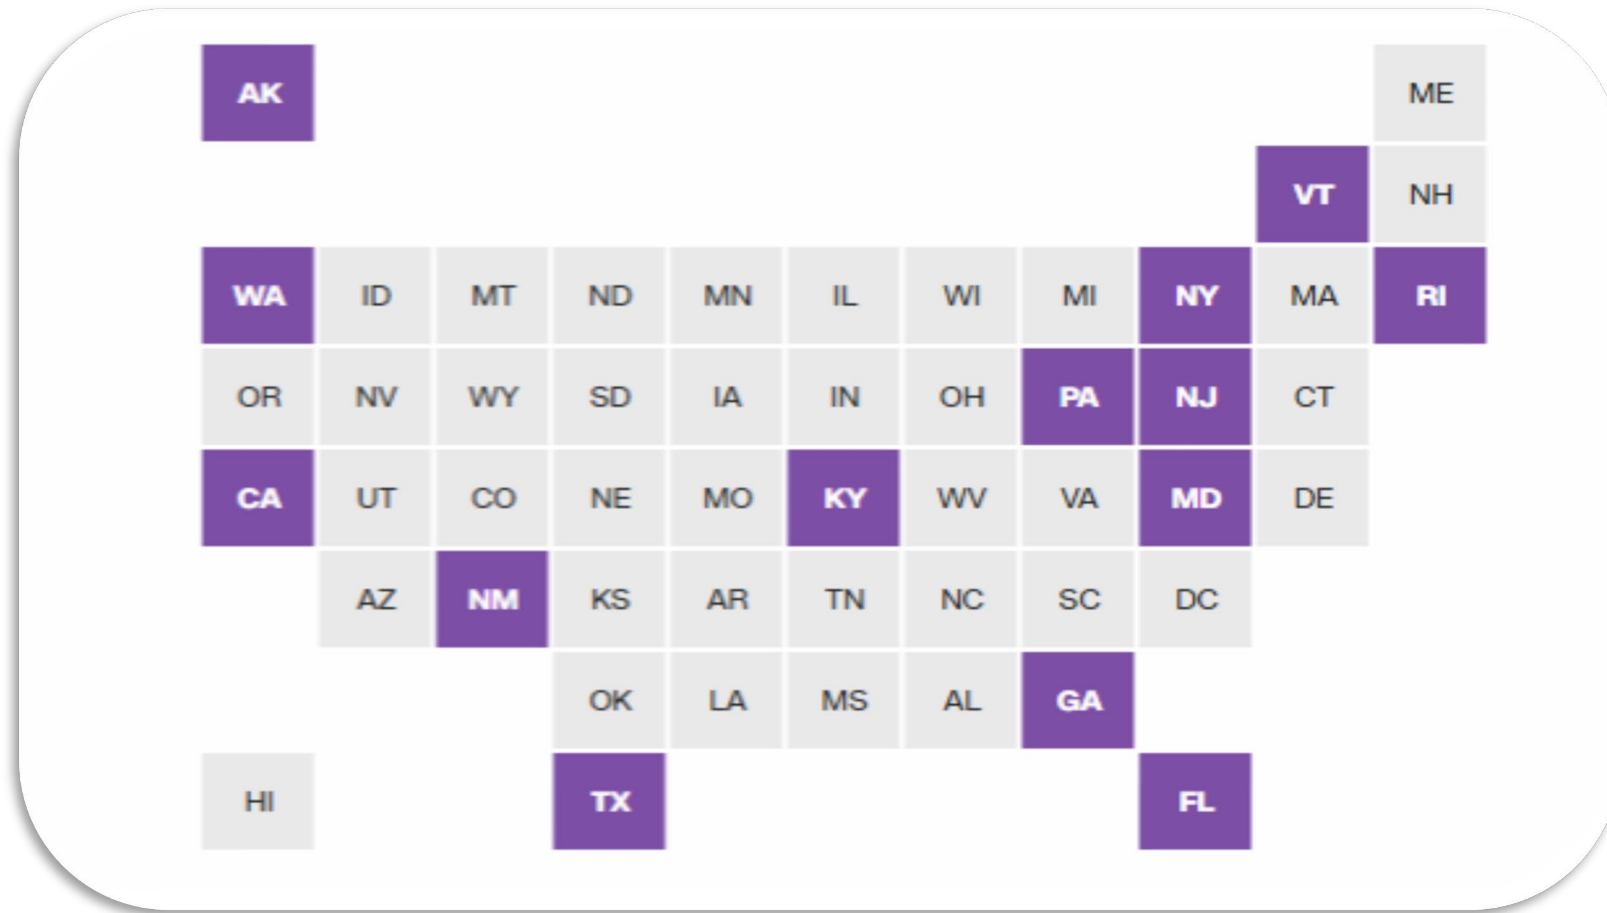 AK ME
VT NH
WA ID MT ND MN IL WI MI NY MA RI
OR NV WY SD IA IN OH PA NJ CT
CA UT CO NE MO KY WV VA MD DE
AZ NM KS AR TN NC SC DC
OK LA MS AL GA
HI TX FL